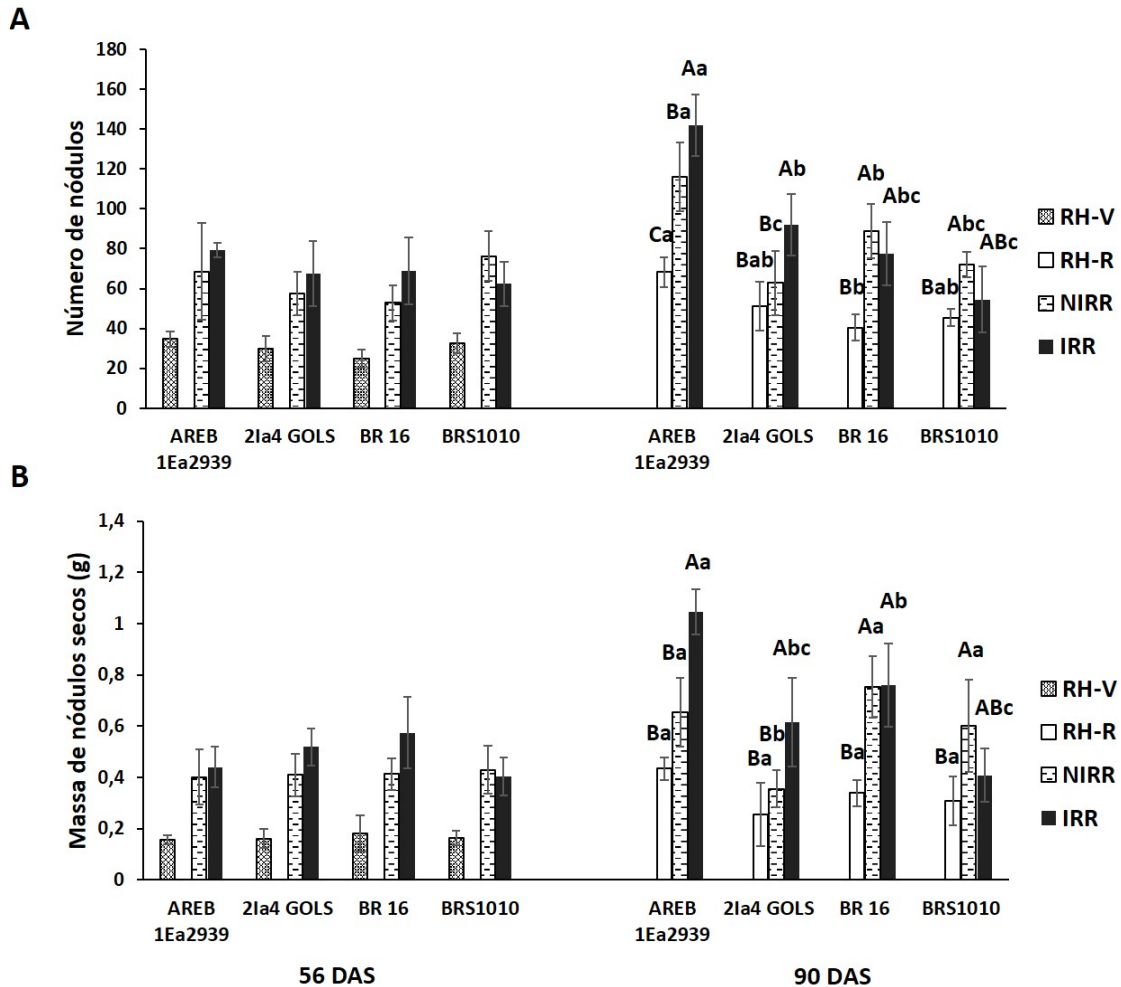 A
Número de nódulos
180
160
140
120
100
80
60
40
20
0
Aa
Ba
Ca
Ab
Bc
Bab
Ab
Abc
Bb
Abc
ABc
Bab
RH-V
RH-R
NIRR
IRR
AREB
1Ea2939
2Ia4 GOLS
BR 16
BRS1010
AREB
1Ea2939
2Ia4 GOLS
BR 16
BRS1010
B
Massa de nódulos secos (g)
1,4
1,2
1
0,8
0,6
0,4
0,2
0
Aa
Ba
Ba
Abc
Bb
Ba
Ab
Aa
Ba
Aa
ABc
Ba
RH-V
RH-R
NIRR
IRR
AREB
1Ea2939
2Ia4 GOLS
BR 16
BRS1010
AREB
1Ea2939
2Ia4 GOLS
BR 16
BRS1010
56 DAS
90 DAS